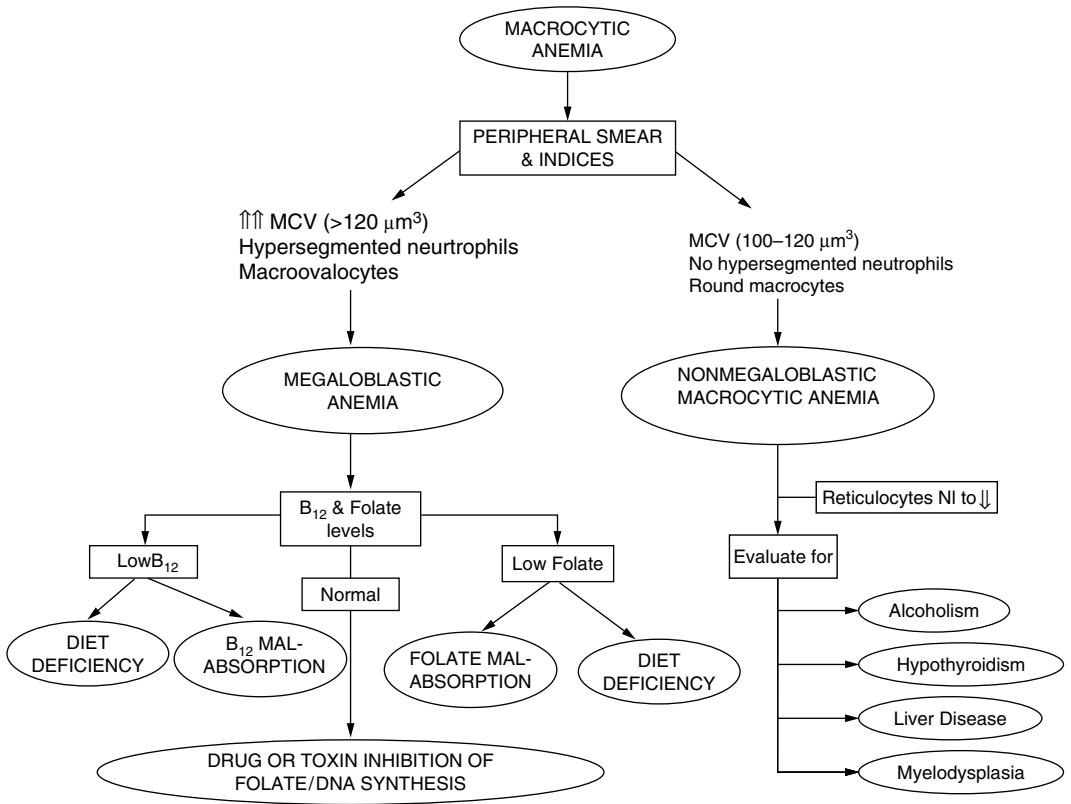 MACROCYTIC
ANEMIA
PERIPHERAL SMEAR
& INDICES
⇑⇑ MCV (>120 μm³)
Hypersegmented neurtrophils
Macroovalocytes
MCV (100–120 μm³)
No hypersegmented neutrophils
Round macrocytes
MEGALOBLASTIC
ANEMIA
NONMEGALOBLASTIC
MACROCYTIC ANEMIA
B₁₂ & Folate
levels
Reticulocytes NI to ⇓
LowB₁₂
Normal
Low Folate
Evaluate for
DIET
DEFICIENCY
B₁₂ MAL-
ABSORPTION
FOLATE MAL-
ABSORPTION
DIET
DEFICIENCY
DRUG OR TOXIN INHIBITION OF
FOLATE/DNA SYNTHESIS
Alcoholism
Hypothyroidism
Liver Disease
Myelodysplasia